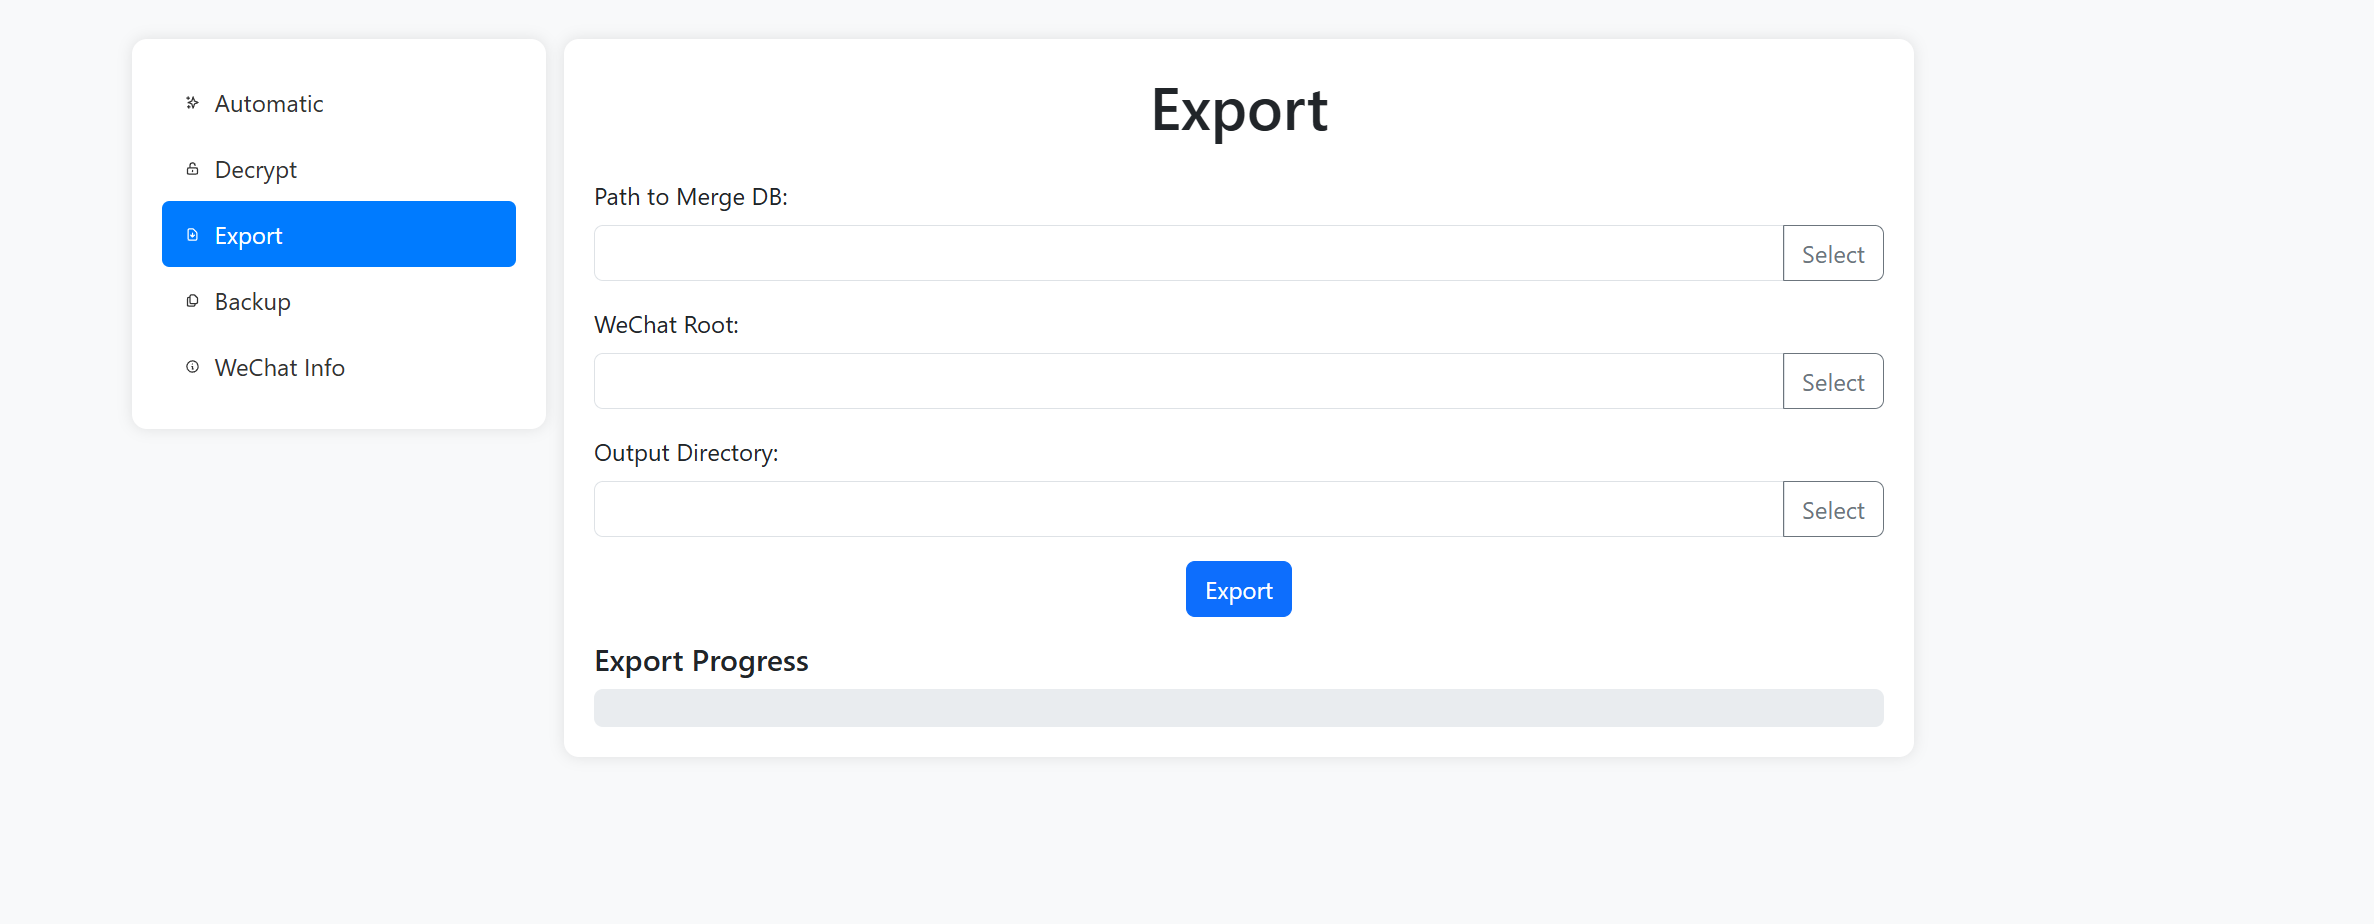 Automatic
Decrypt
Export
Backup
WeChat Info
Export
Path to Merge DB:
Select
WeChat Root:
Select
Output Directory:
Select
Export
Export Progress